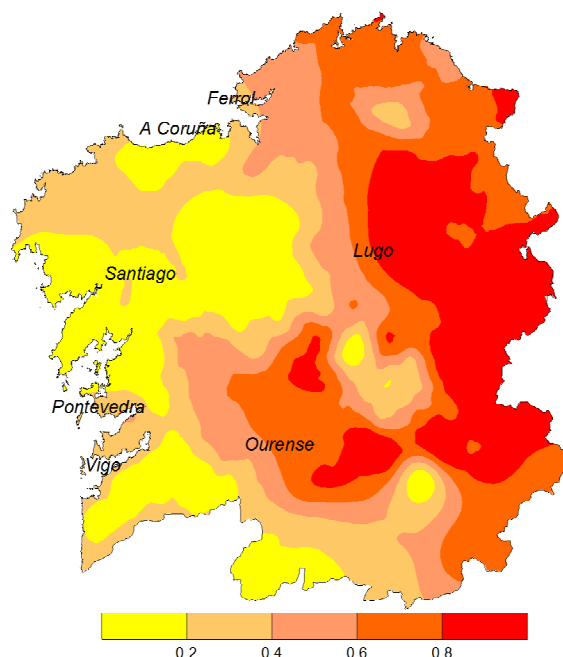 Ferrol
A Coruña
Lugo
Santiago
Pontevedra
Ourense
Vigo
0.2 0.4 0.6 0.8